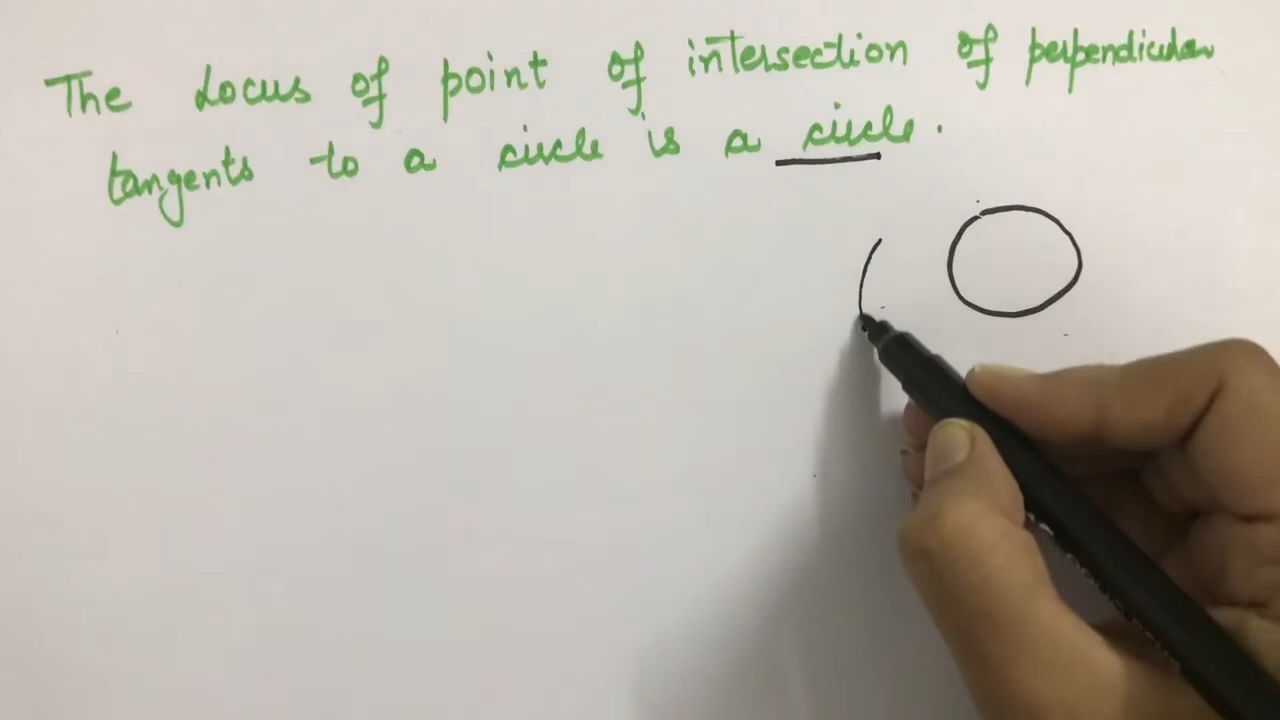 The Locus of point of intersection of perpendicular
tangents to a circle is a circle.